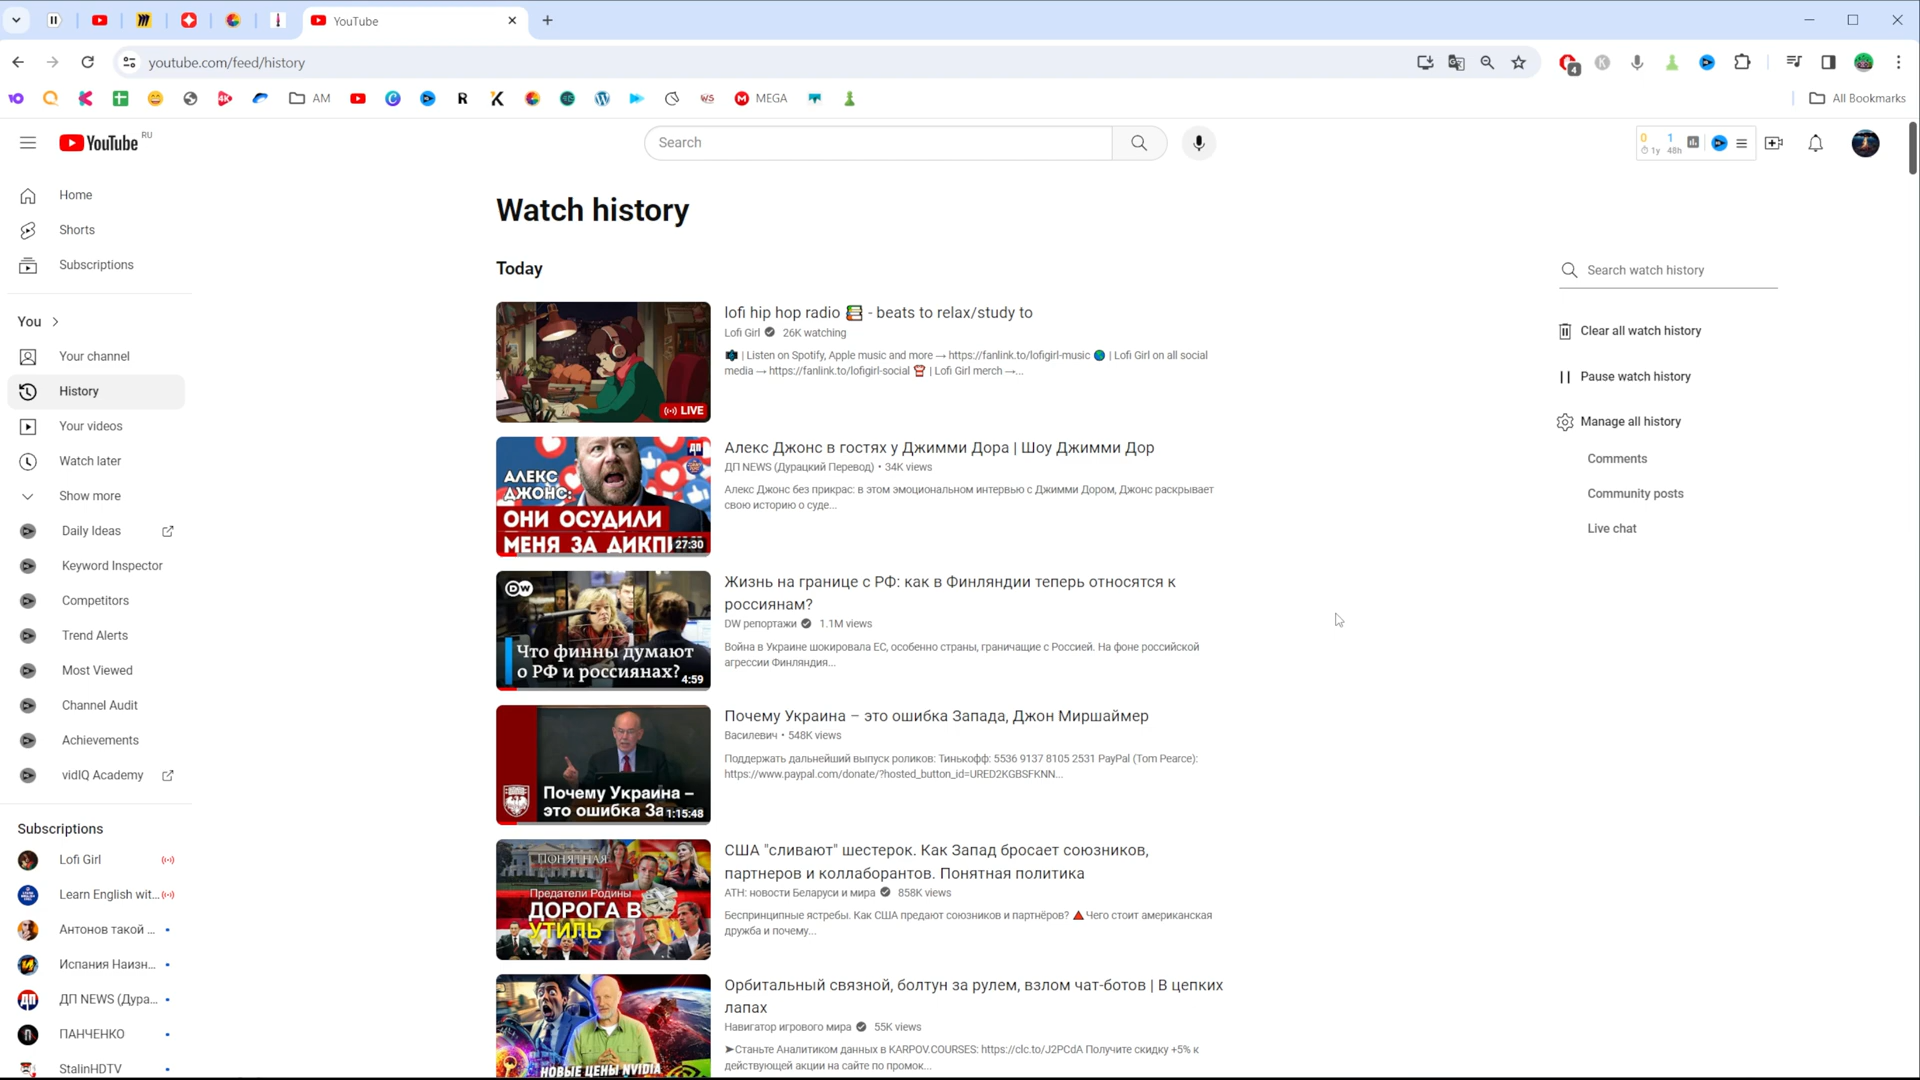 YouTube
youtube.com/feed/history
4
AM
MEGA
All Bookmarks
YouTube RU
Search
0 1
1y 48h
Home
Shorts
Subscriptions
You
Your channel
History
Your videos
Watch later
Show more
Daily Ideas
Keyword Inspector
Competitors
Trend Alerts
Most Viewed
Channel Audit
Achievements
vidIQ Academy
Subscriptions
Lofi Girl
Learn English wit...
Антонов такой ...
Испания Наизн...
ДП NEWS (Дура...
ПАНЧЕНКО
StalinHDTV
Watch history
Today
LIVE
lofi hip hop radio 📚 - beats to relax/study to
Lofi Girl 26K watching
| Listen on Spotify, Apple music and more → https://fanlink.to/lofigirl-music 🌎 | Lofi Girl on all social
media → https://fanlink.to/lofigirl-social | Lofi Girl merch →...
ДП
АЛЕКС
ДЖОНС:
ОНИ ОСУДИЛИ
МЕНЯ ЗА ДИКПИ
27:30
Алекс Джонс в гостях у Джимми Дора | Шоу Джимми Дор
ДП NEWS (Дурацкий Перевод) • 34K views
Алекс Джонс без прикрас: в этом эмоциональном интервью с Джимми Дором, Джонс раскрывает
свою историю о суде...
DW
Что финны думают
о РФ и россиянах?
4:59
Жизнь на границе с РФ: как в Финляндии теперь относятся к
россиянам?
DW репортажи 1.1M views
Война в Украине шокировала ЕС, особенно страны, граничащие с Россией. На фоне российской
агрессии Финляндия...
Почему Украина –
это ошибка За
1:15:48
Почему Украина – это ошибка Запада, Джон Миршаймер
Василевич • 548K views
Поддержать дальнейший выпуск роликов: Тинькофф: 5536 9137 8105 2531 PayPal (Tom Pearce):
https://www.paypal.com/donate/?hosted_button_id=URED2KGBSFKNN...
ПОНЯТНАЯ
Предатели Родины
ДОРОГА В
УТИЛЬ
США "сливают" шестерок. Как Запад бросает союзников,
партнеров и коллаборантов. Понятная политика
АТН: новости Беларуси и мира 858K views
Беспринципные ястребы. Как США предают союзников и партнёров? 🔺Чего стоит американская
дружба и почему...
НОВЫЕ ЦЕНЫ NVIDIA
Орбитальный связной, болтун за рулем, взлом чат-ботов | В цепких
лапах
Навигатор игрового мира 55K views
➤Станьте Аналитиком данных в KARPOV.COURSES: https://clc.to/J2PCdA Получите скидку +5% к
действующей акции на сайте по промок...
Search watch history
Clear all watch history
Pause watch history
Manage all history
Comments
Community posts
Live chat